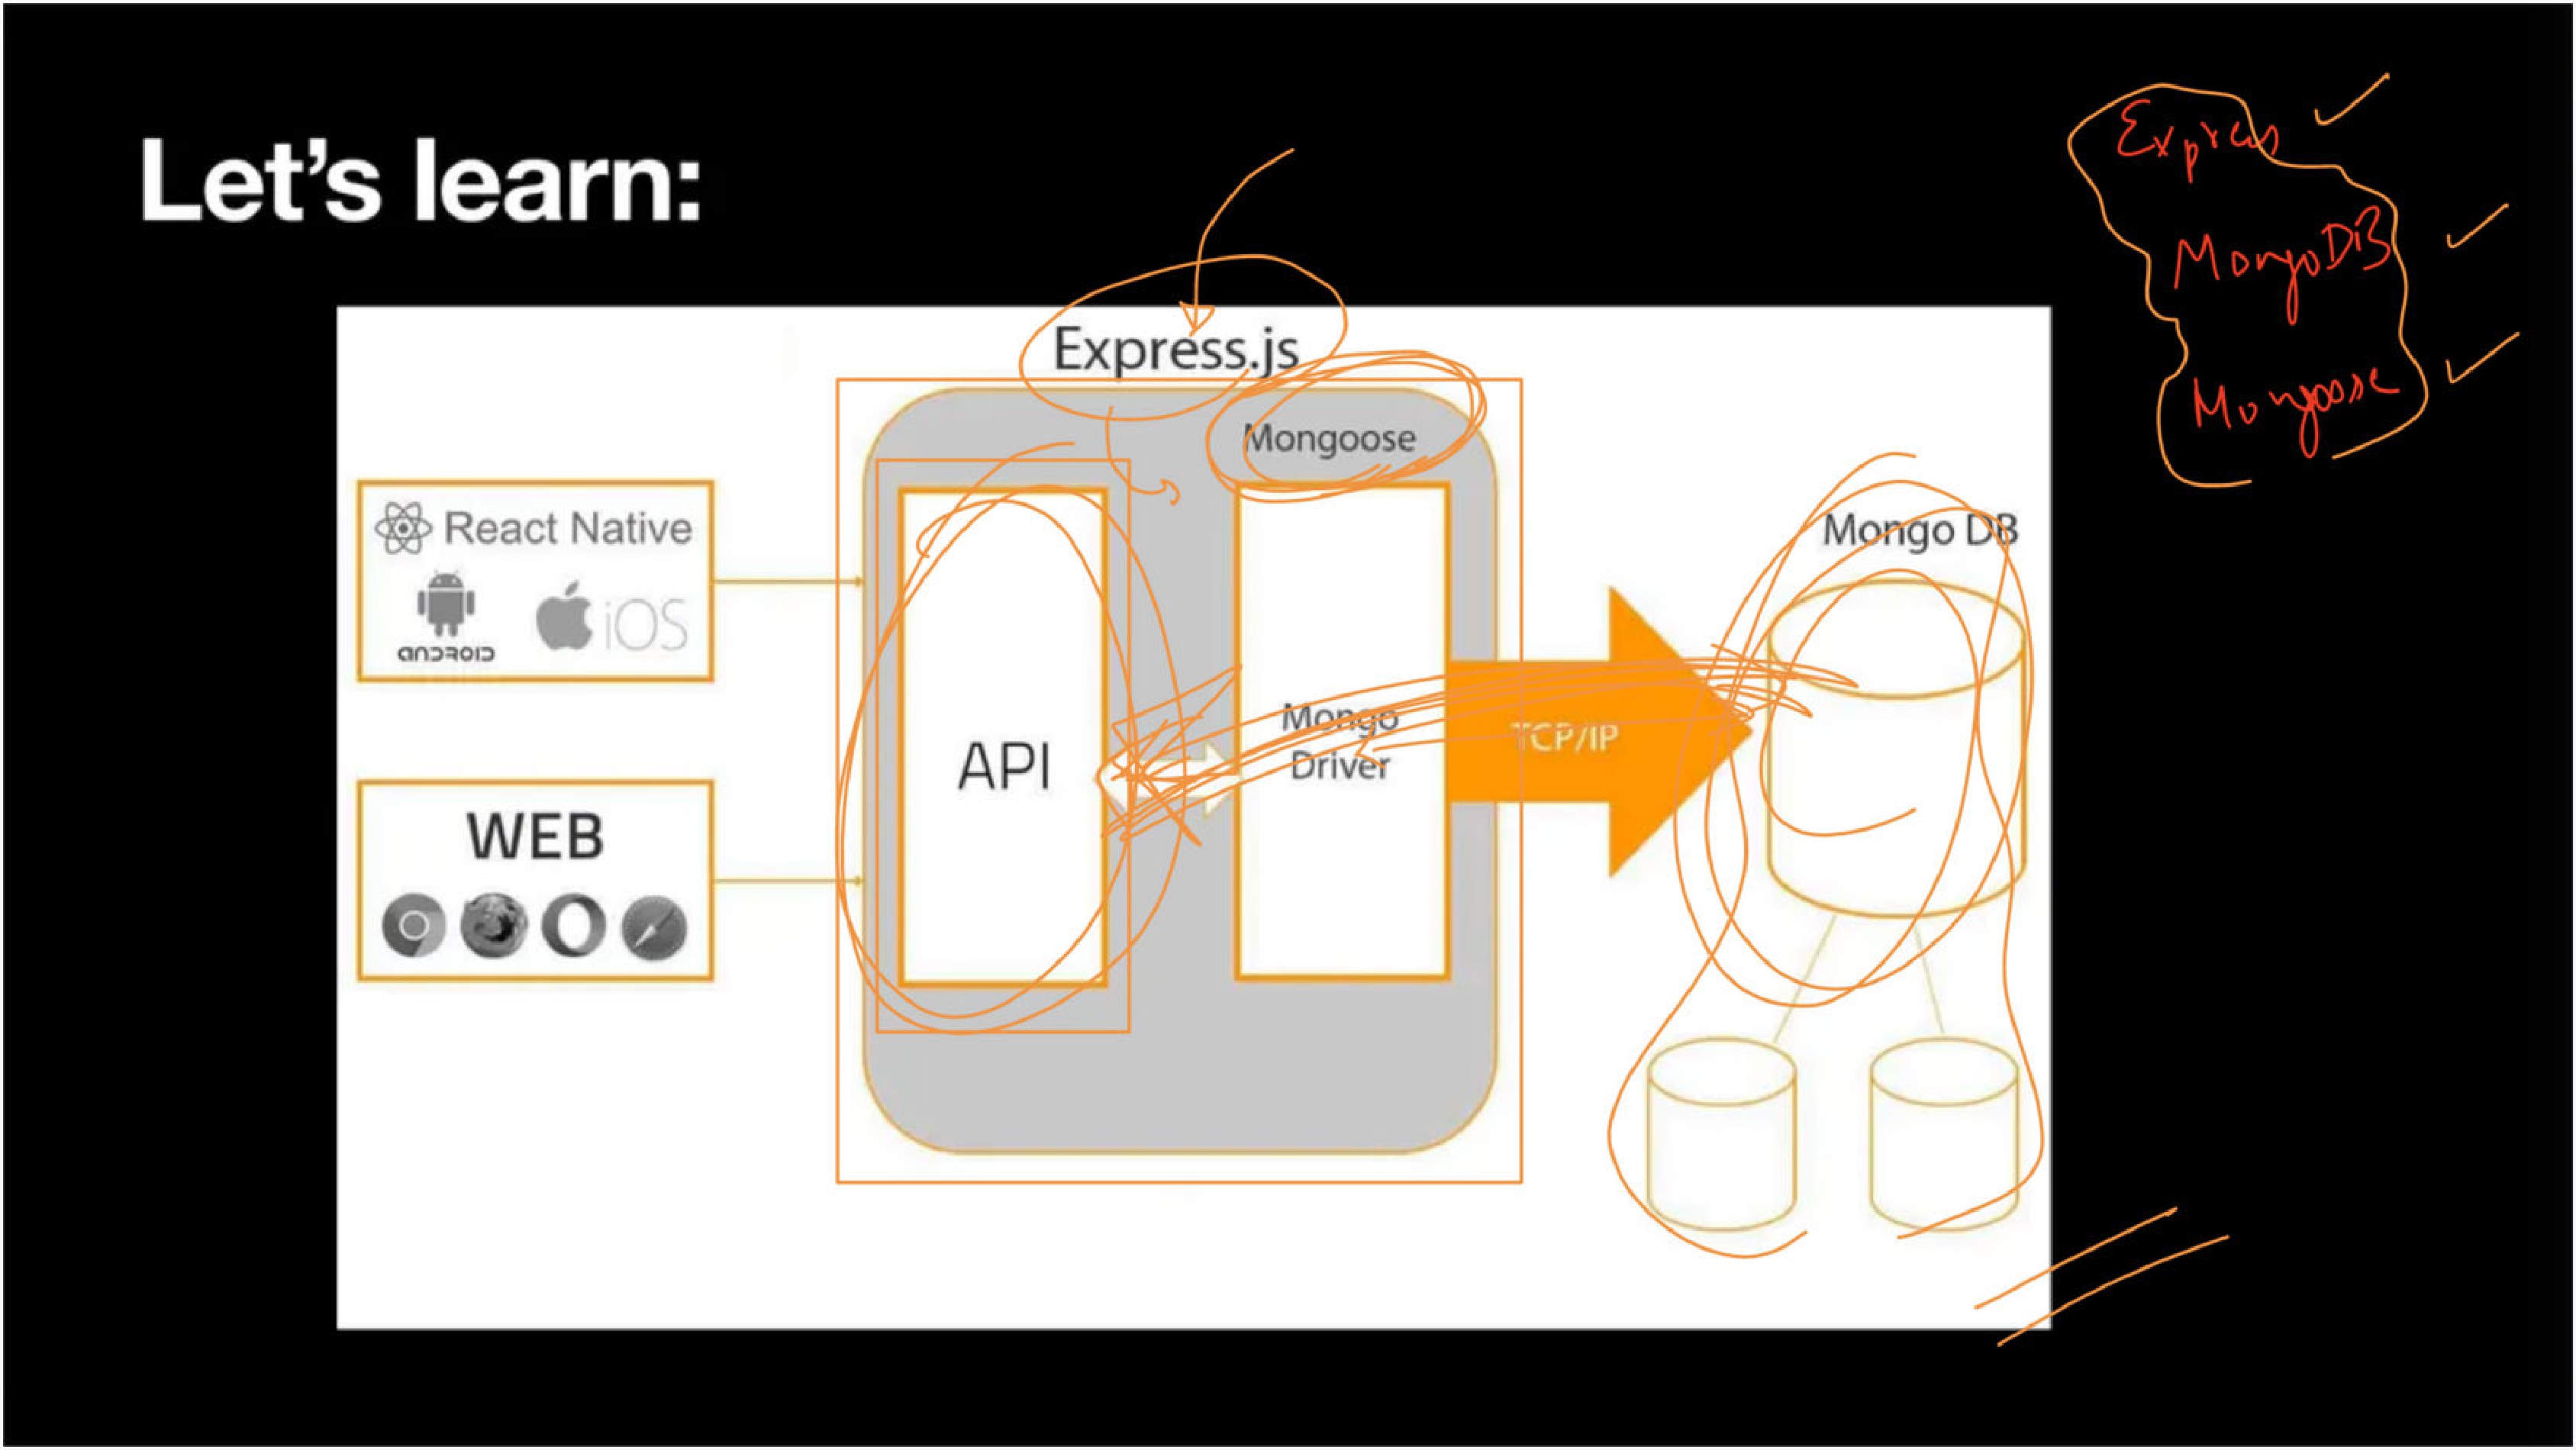 Let's learn:
Express
MongoDB
Mongoose
Express.js
Mongoose
React Native
ANDROID
iOS
API
Mongo
Driver
TCP/IP
Mongo DB
WEB